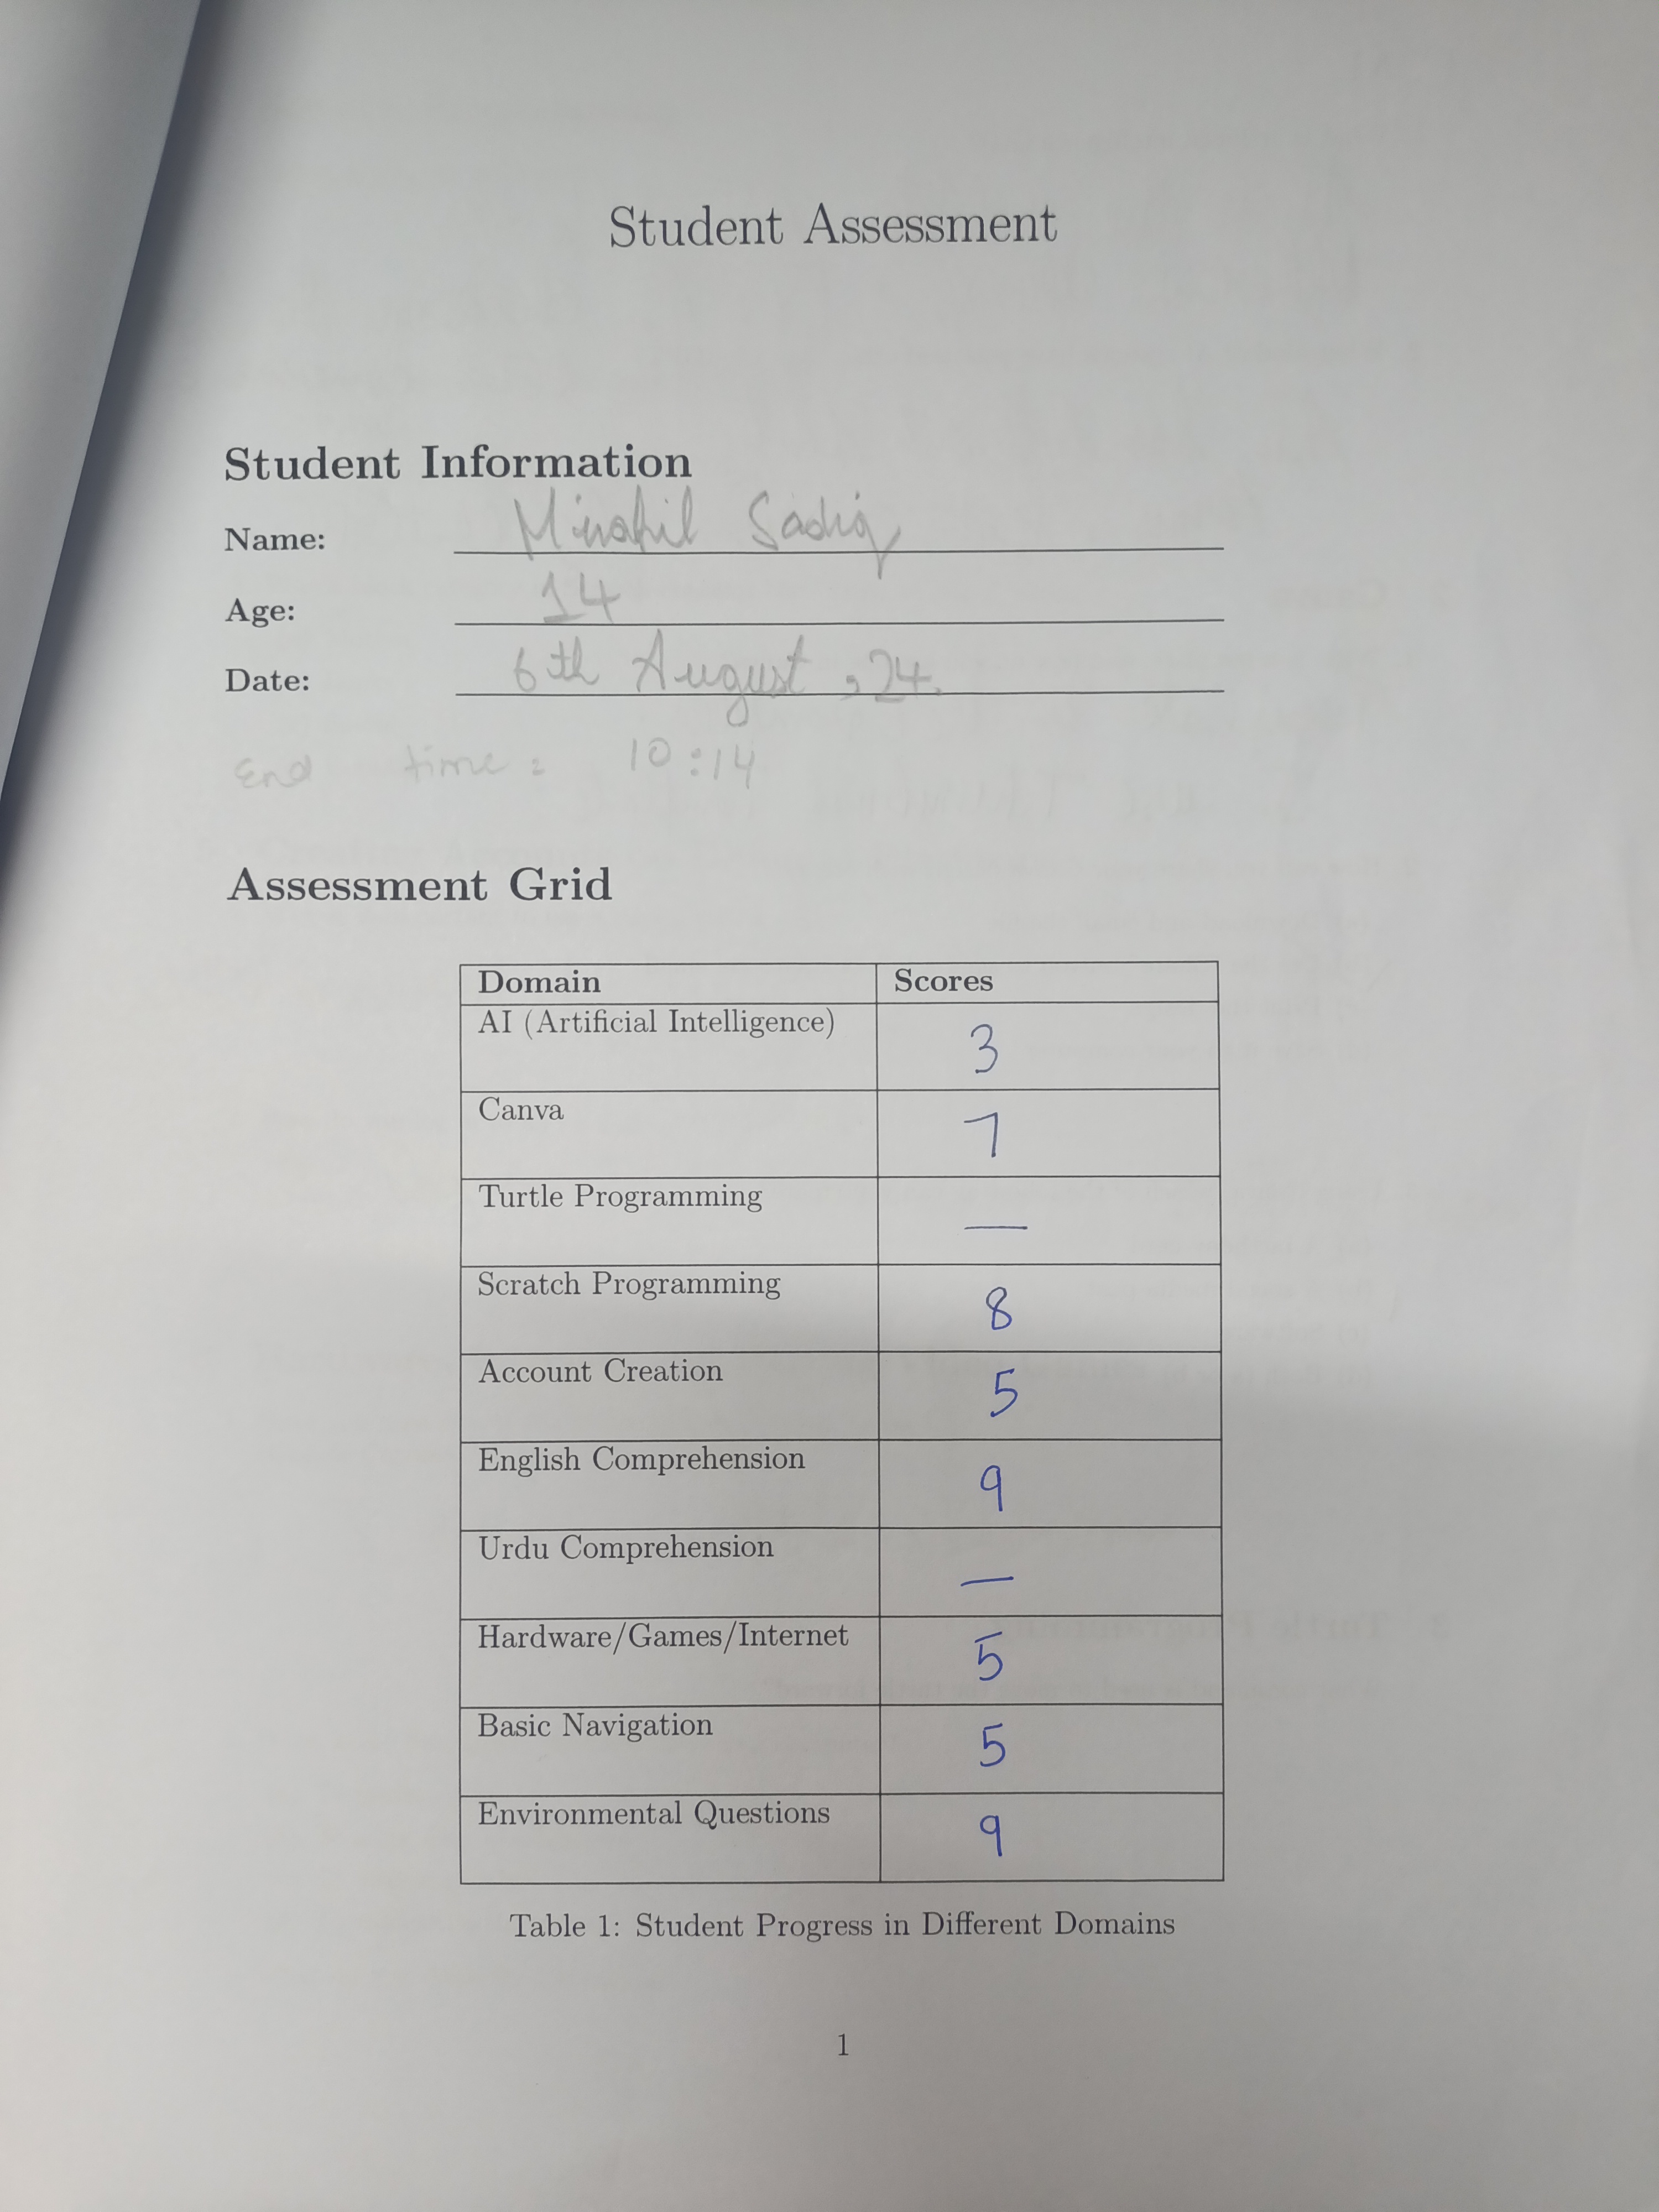 Student Assessment
Student Information
Name: Minahil Sadiq
Age: 14
Date: 6th August, 24.
End time: 10:14
Assessment Grid
Domain Scores
AI (Artificial Intelligence) 3
Canva 7
Turtle Programming —
Scratch Programming 8
Account Creation 5
English Comprehension 9
Urdu Comprehension —
Hardware/Games/Internet 5
Basic Navigation 5
Environmental Questions 9
Table 1: Student Progress in Different Domains
1